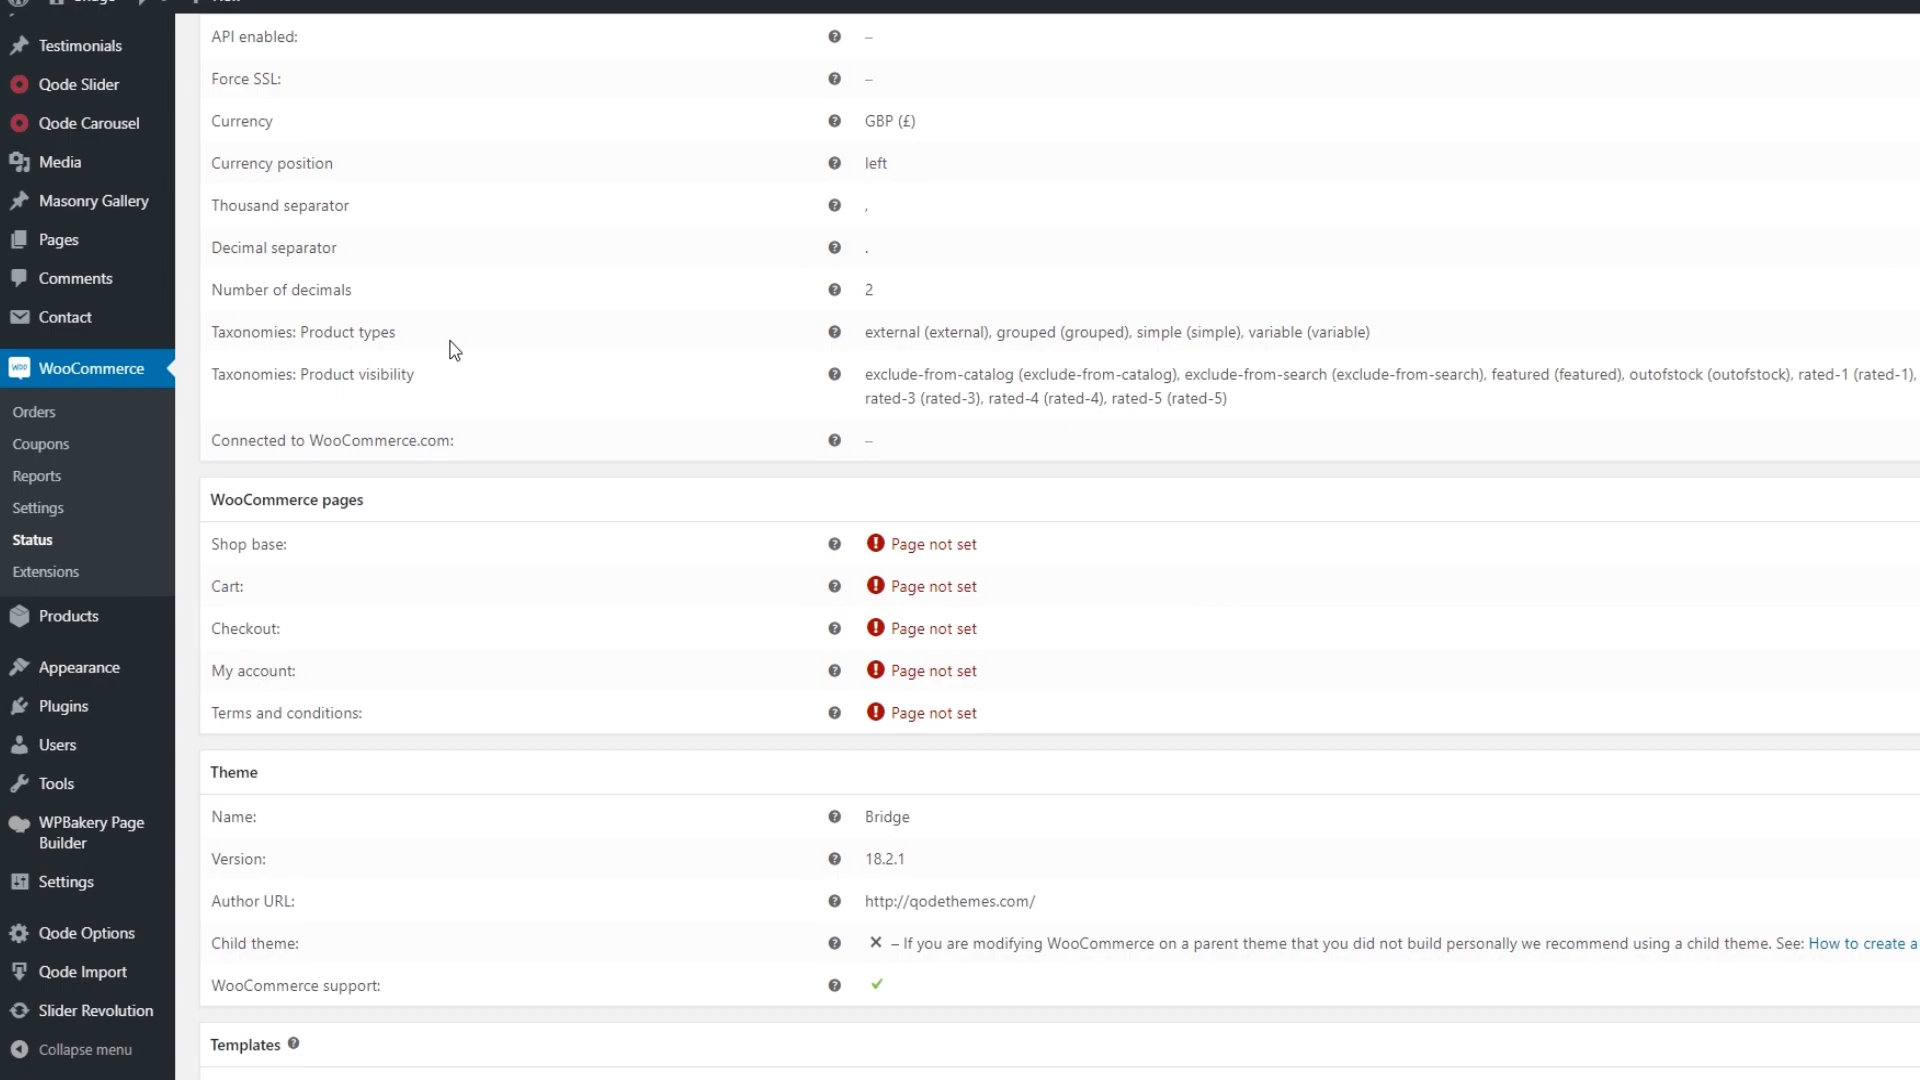 Testimonials
Qode Slider
Qode Carousel
Media
Masonry Gallery
Pages
Comments
Contact
WooCommerce
Orders
Coupons
Reports
Settings
Status
Extensions
Products
Appearance
Plugins
Users
Tools
WPBakery Page
Builder
Settings
Qode Options
Qode Import
Slider Revolution
Collapse menu
API enabled: –
Force SSL: –
Currency GBP (£)
Currency position left
Thousand separator ,
Decimal separator .
Number of decimals 2
Taxonomies: Product types external (external), grouped (grouped), simple (simple), variable (variable)
Taxonomies: Product visibility exclude-from-catalog (exclude-from-catalog), exclude-from-search (exclude-from-search), featured (featured), outofstock (outofstock), rated-1 (rated-1),
rated-3 (rated-3), rated-4 (rated-4), rated-5 (rated-5)
Connected to WooCommerce.com: –
WooCommerce pages
Shop base: Page not set
Cart: Page not set
Checkout: Page not set
My account: Page not set
Terms and conditions: Page not set
Theme
Name: Bridge
Version: 18.2.1
Author URL: http://qodethemes.com/
Child theme: – If you are modifying WooCommerce on a parent theme that you did not build personally we recommend using a child theme. See: How to create a
WooCommerce support:
Templates